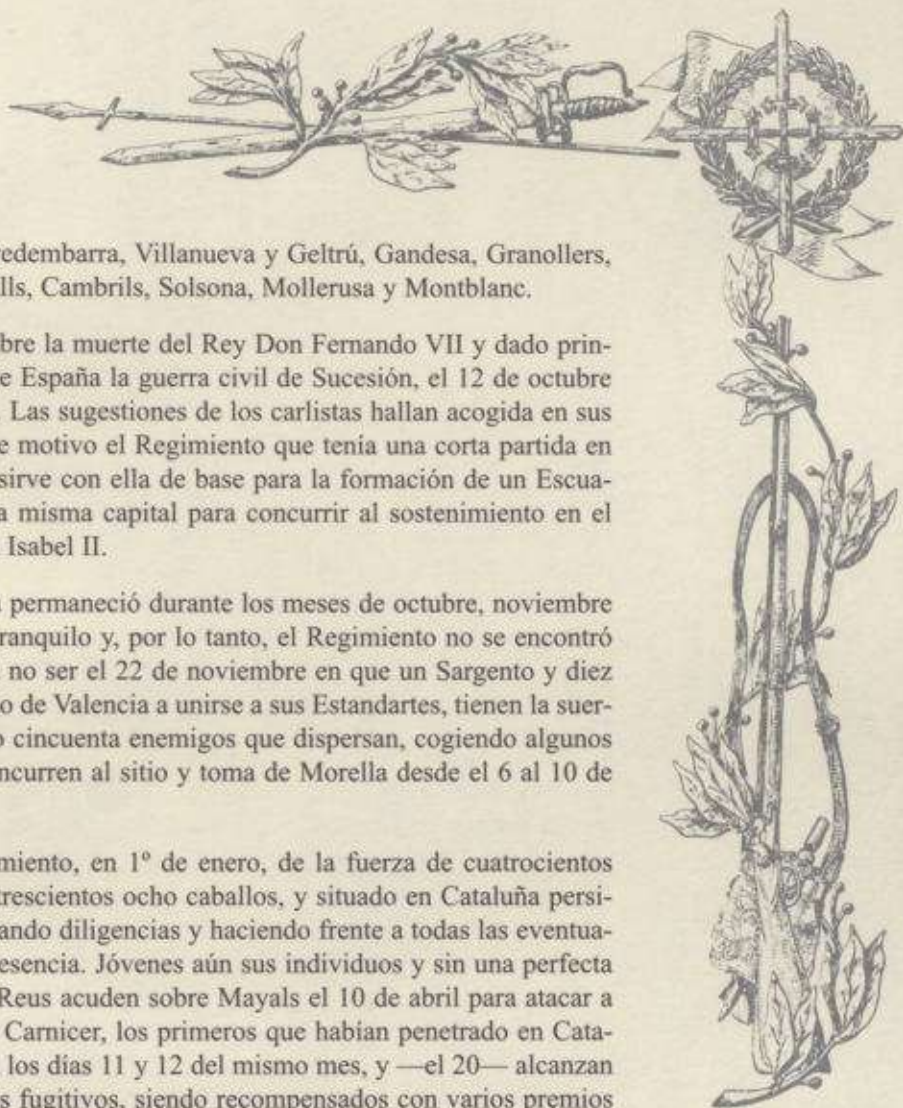 redembarra, Villanueva y Geltrú, Gandesa, Granollers,
lls, Cambrils, Solsona, Mollerusa y Montblanc.
bre la muerte del Rey Don Fernando VII y dado prin-
e España la guerra civil de Sucesión, el 12 de octubre
. Las sugestiones de los carlistas hallan acogida en sus
e motivo el Regimiento que tenía una corta partida en
sirve con ella de base para la formación de un Escua-
a misma capital para concurrir al sostenimiento en el
Isabel II.
permaneció durante los meses de octubre, noviembre
ranquilo y, por lo tanto, el Regimiento no se encontró
no ser el 22 de noviembre en que un Sargento y diez
o de Valencia a unirse a sus Estandartes, tienen la suer-
o cincuenta enemigos que dispersan, cogiendo algunos
ncurren al sitio y toma de Morella desde el 6 al 10 de
miento, en 1º de enero, de la fuerza de cuatrocientos
trescientos ocho caballos, y situado en Cataluña persi-
ando diligencias y haciendo frente a todas las eventua-
esencia. Jóvenes aún sus individuos y sin una perfecta
Reus acuden sobre Mayals el 10 de abril para atacar a
Carnicer, los primeros que habían penetrado en Cata-
los días 11 y 12 del mismo mes, y —el 20— alcanzan
s fugitivos, siendo recompensados con varios premios